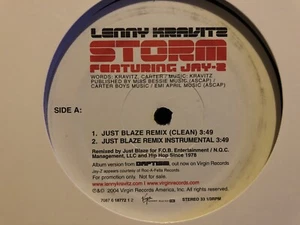 LENNY KRAVITZ
STORM
FEATURING JAY-Z
WORDS: KRAVITZ, CARTER / MUSIC: KRAVITZ
PUBLISHED BY MISS BESSIE MUSIC (ASCAP) /
CARTER BOYS MUSIC / EMI APRIL MUSIC (ASCAP)
SIDE A:
1. JUST BLAZE REMIX (CLEAN) 3:49
2. JUST BLAZE REMIX INSTRUMENTAL 3:49
Remixed by Just Blaze for F.O.B. Entertainment / N.Q.C.
Management, LLC and Hip Hop Since 1978
Album version from BAPTISM, out now on Virgin Records
Jay-Z appears courtesy of Roc-A-Fella Records
For promotion only. Not for sale.
www.lennykravitz.com www.virginrecords.com
©&℗ 2004 Virgin Records America, Inc. All rights reserved.
Stereo 33 1/3RPM